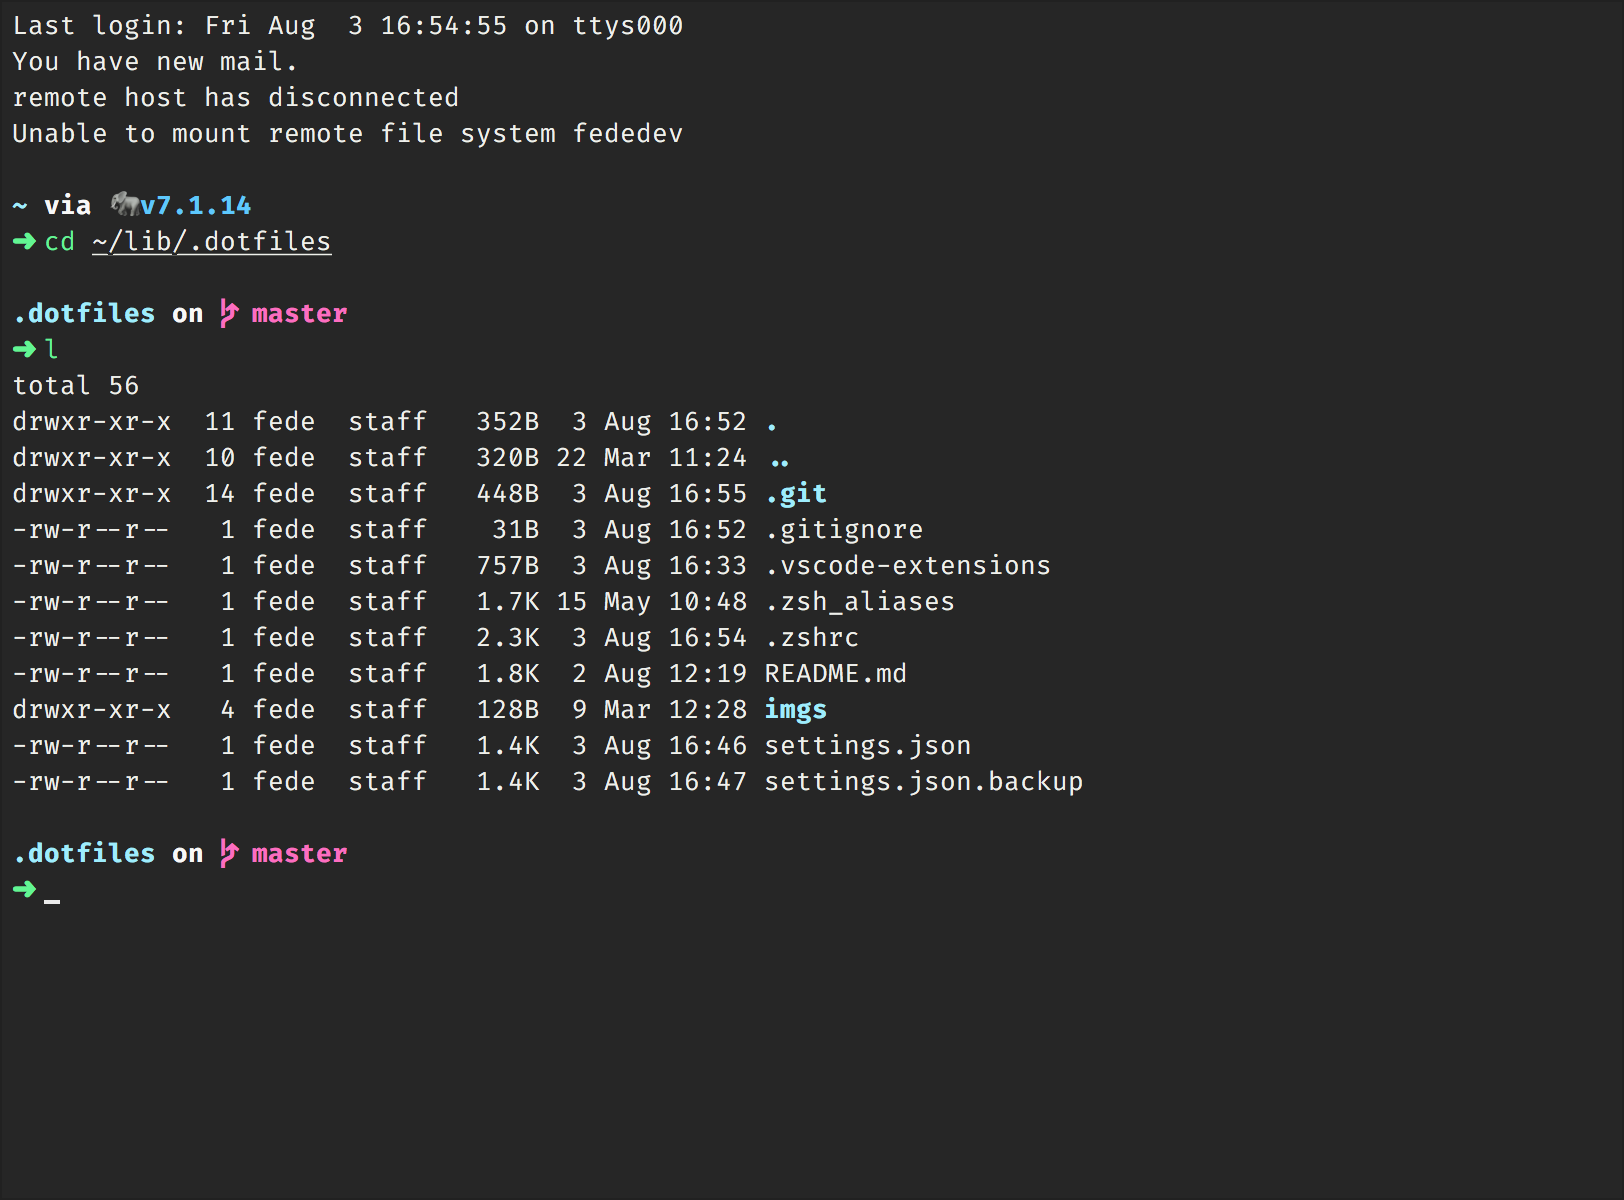 Last login: Fri Aug  3 16:54:55 on ttys000
You have new mail.
remote host has disconnected
Unable to mount remote file system fededev
~ via 🐘v7.1.14
➜ cd ~/lib/.dotfiles
.dotfiles on master
➜ l
total 56
drwxr-xr-x  11 fede  staff   352B  3 Aug 16:52 .
drwxr-xr-x  10 fede  staff   320B 22 Mar 11:24 ..
drwxr-xr-x  14 fede  staff   448B  3 Aug 16:55 .git
-rw-r--r--   1 fede  staff    31B  3 Aug 16:52 .gitignore
-rw-r--r--   1 fede  staff   757B  3 Aug 16:33 .vscode-extensions
-rw-r--r--   1 fede  staff   1.7K 15 May 10:48 .zsh_aliases
-rw-r--r--   1 fede  staff   2.3K  3 Aug 16:54 .zshrc
-rw-r--r--   1 fede  staff   1.8K  2 Aug 12:19 README.md
drwxr-xr-x   4 fede  staff   128B  9 Mar 12:28 imgs
-rw-r--r--   1 fede  staff   1.4K  3 Aug 16:46 settings.json
-rw-r--r--   1 fede  staff   1.4K  3 Aug 16:47 settings.json.backup
.dotfiles on master
➜ _